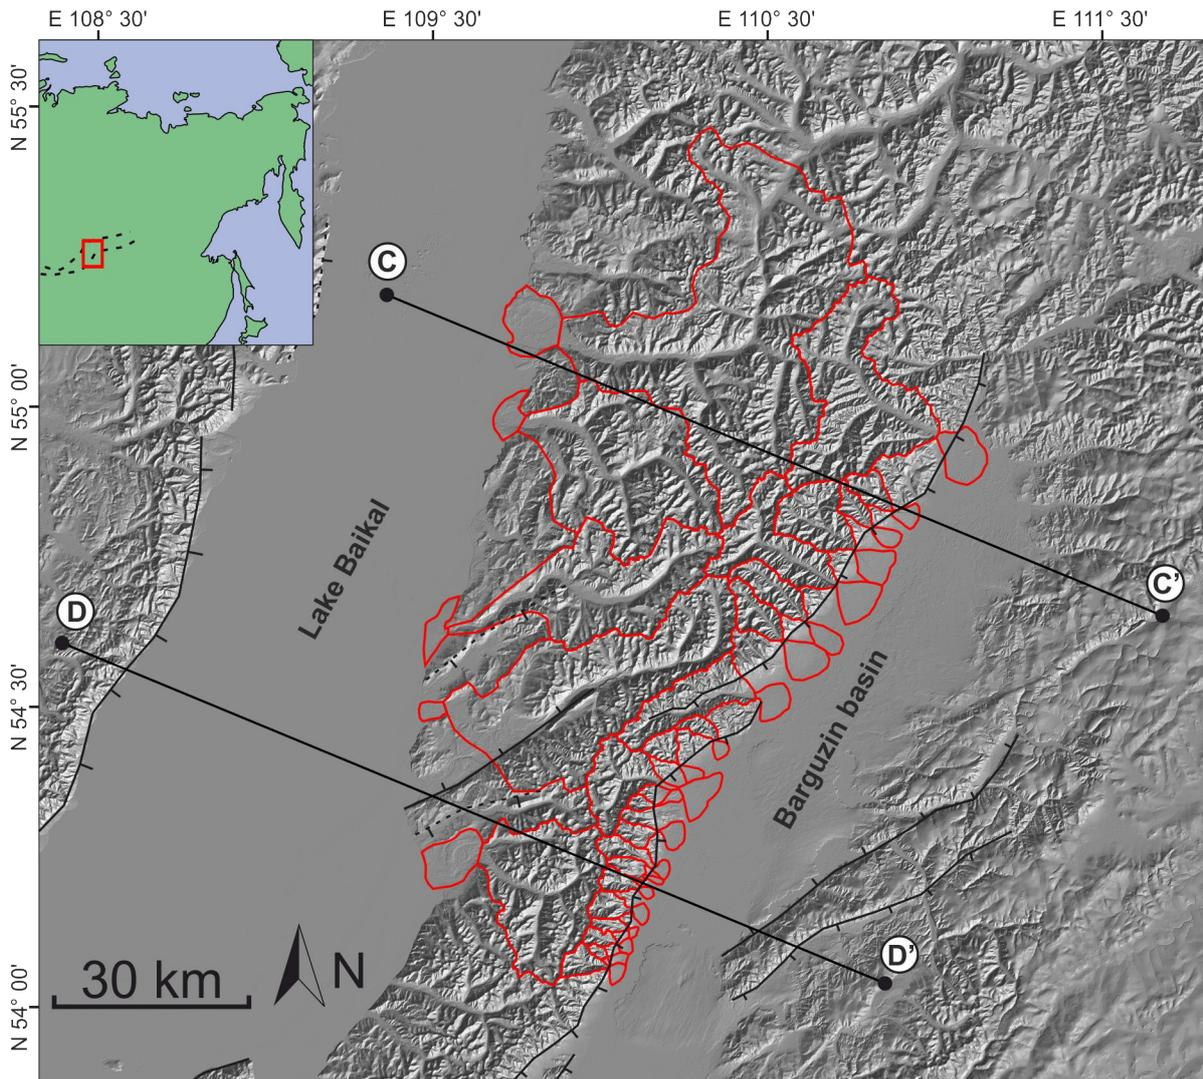 E 108° 30'
E 109° 30'
E 110° 30'
E 111° 30'
N 55° 30'
C
N 55° 00'
Lake Baikal
C’
D
N 54° 30'
Barguzin basin
D’
30 km
N
N 54° 00'